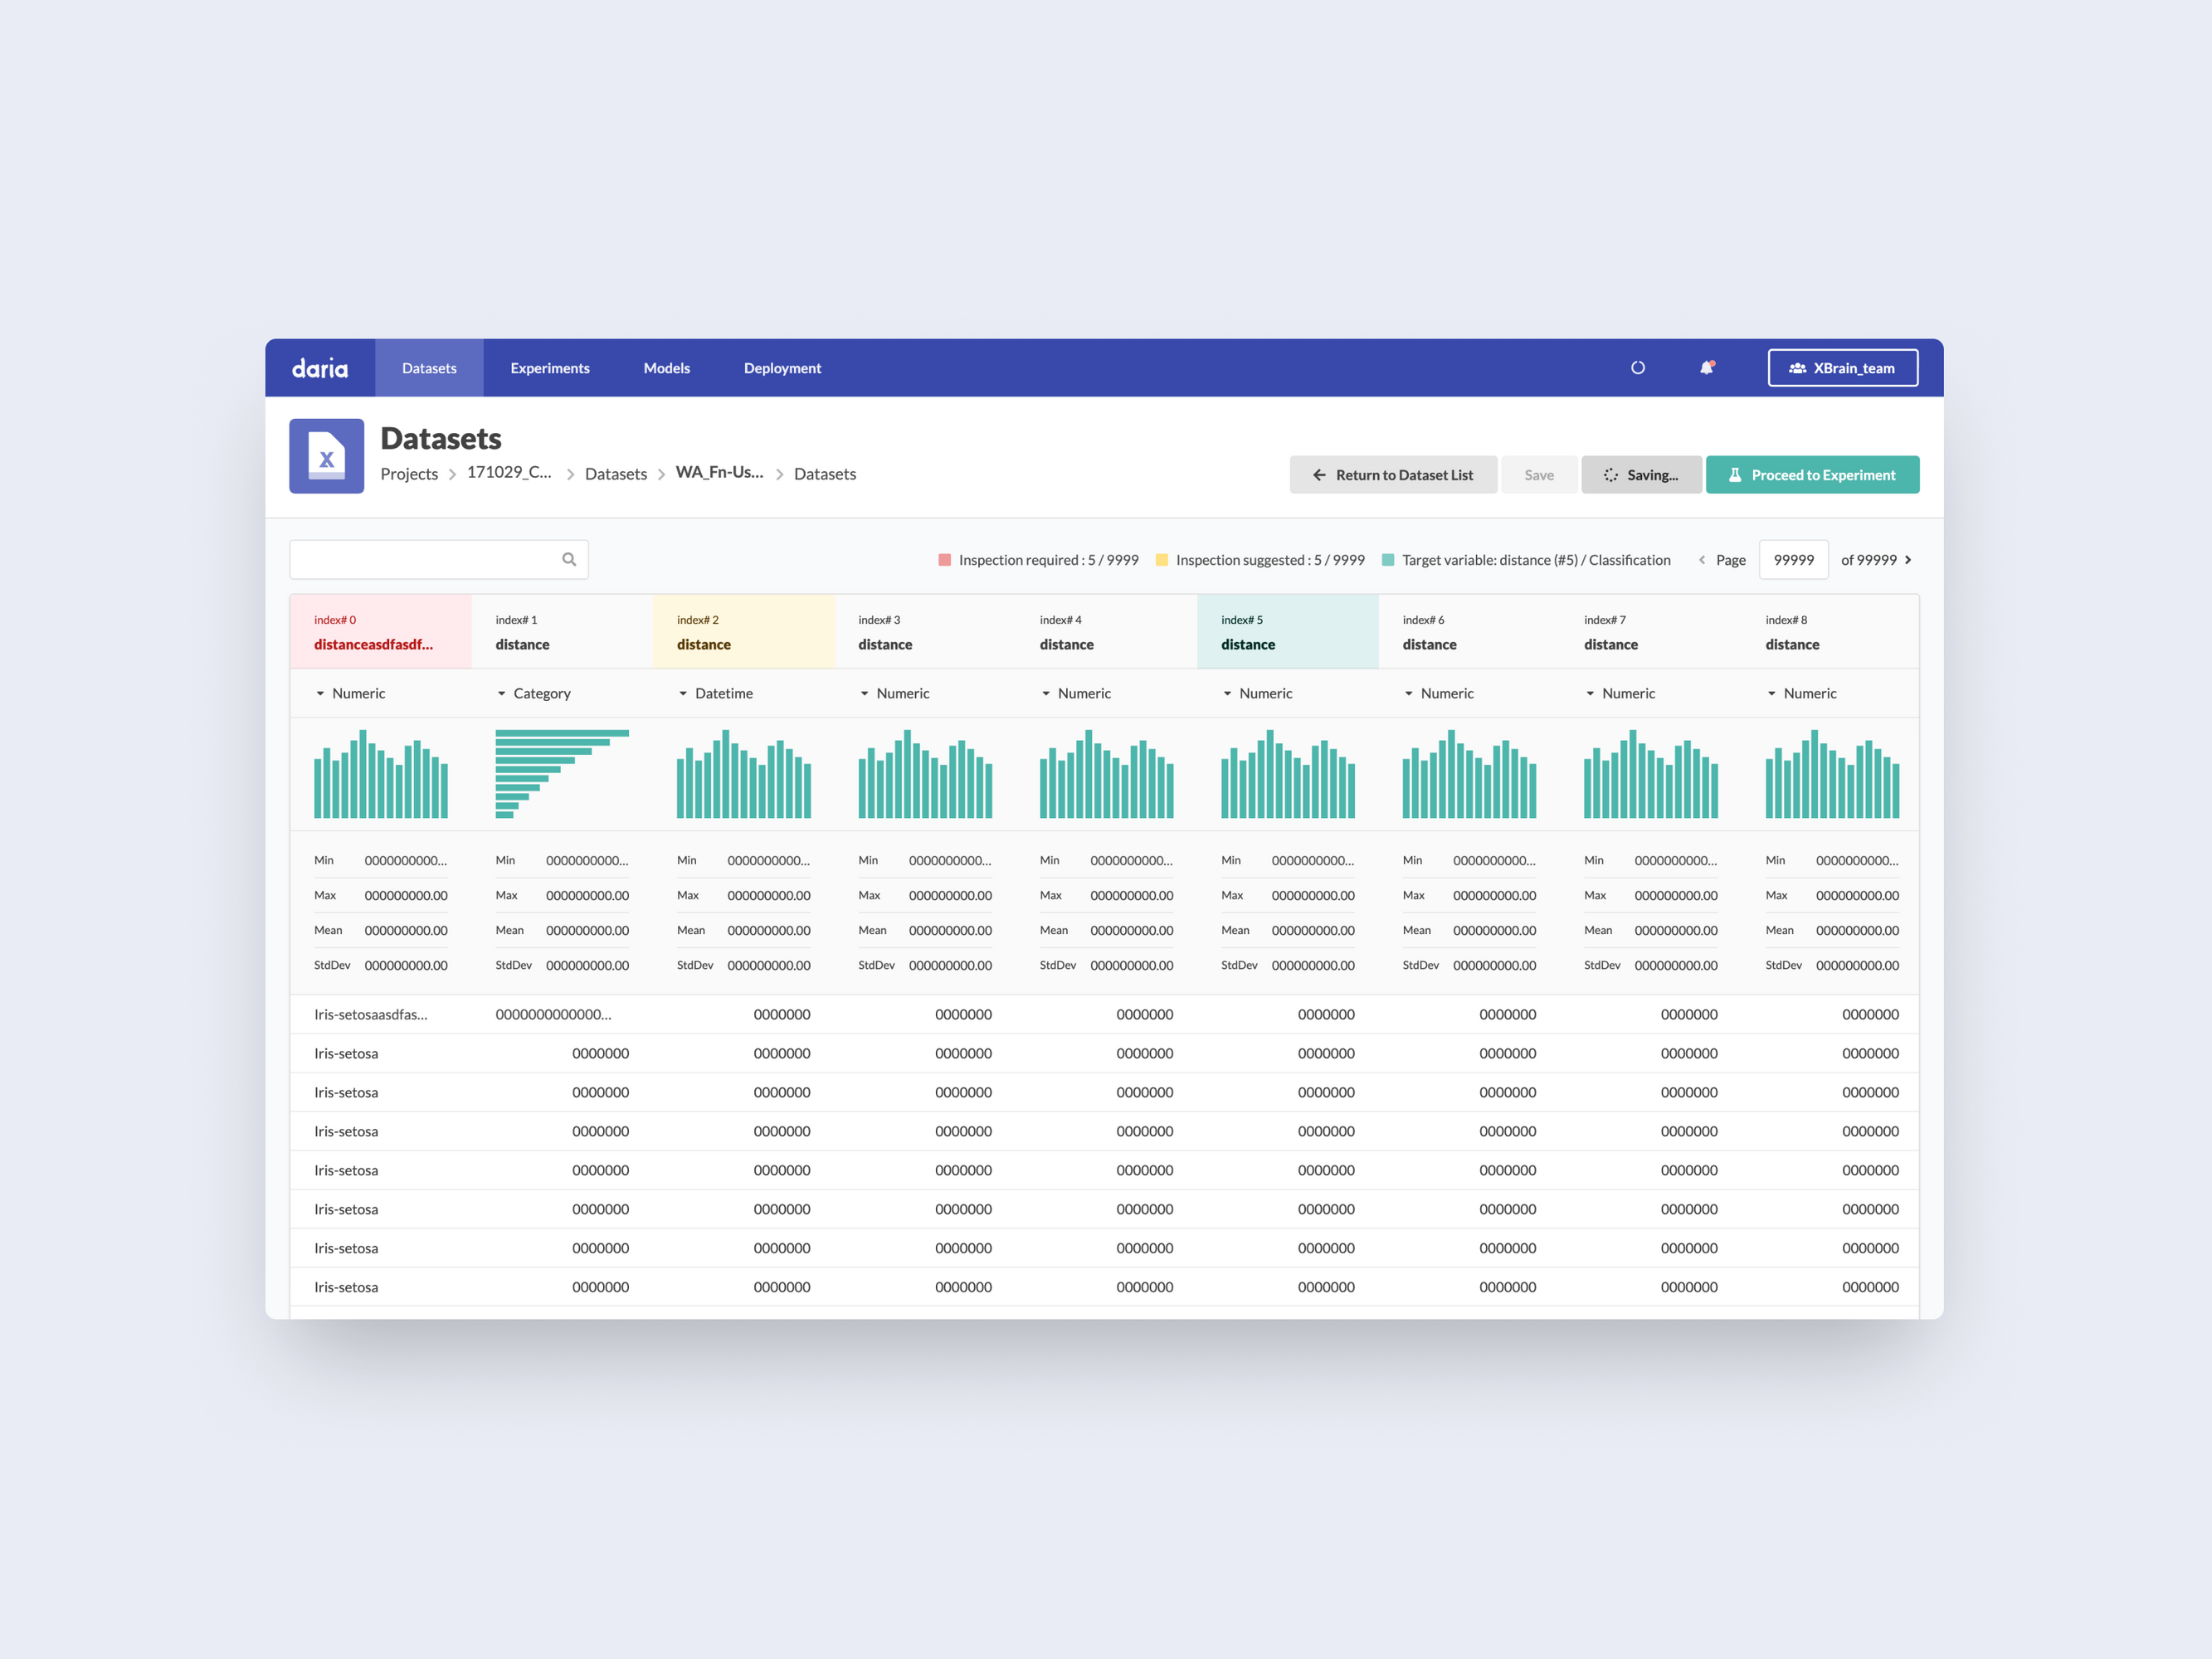 daria Datasets Experiments Models Deployment XBrain_team
Datasets
Projects > 171029_C... > Datasets > WA_Fn-Us... > Datasets
Return to Dataset List Save Saving... Proceed to Experiment
Inspection required : 5 / 9999 Inspection suggested : 5 / 9999 Target variable: distance (#5) / Classification < Page 99999 of 99999 >
index# 0 index# 1 index# 2 index# 3 index# 4 index# 5 index# 6 index# 7 index# 8
distanceasdfasdf... distance distance distance distance distance distance distance distance
Numeric Category Datetime Numeric Numeric Numeric Numeric Numeric Numeric
Min 0000000000... Min 0000000000... Min 0000000000... Min 0000000000... Min 0000000000... Min 0000000000... Min 0000000000... Min 0000000000... Min 0000000000...
Max 000000000.00 Max 000000000.00 Max 000000000.00 Max 000000000.00 Max 000000000.00 Max 000000000.00 Max 000000000.00 Max 000000000.00 Max 000000000.00
Mean 000000000.00 Mean 000000000.00 Mean 000000000.00 Mean 000000000.00 Mean 000000000.00 Mean 000000000.00 Mean 000000000.00 Mean 000000000.00 Mean 000000000.00
StdDev 000000000.00 StdDev 000000000.00 StdDev 000000000.00 StdDev 000000000.00 StdDev 000000000.00 StdDev 000000000.00 StdDev 000000000.00 StdDev 000000000.00 StdDev 000000000.00
Iris-setosaasdfas... 0000000000000... 0000000 0000000 0000000 0000000 0000000 0000000 0000000
Iris-setosa 0000000 0000000 0000000 0000000 0000000 0000000 0000000 0000000
Iris-setosa 0000000 0000000 0000000 0000000 0000000 0000000 0000000 0000000
Iris-setosa 0000000 0000000 0000000 0000000 0000000 0000000 0000000 0000000
Iris-setosa 0000000 0000000 0000000 0000000 0000000 0000000 0000000 0000000
Iris-setosa 0000000 0000000 0000000 0000000 0000000 0000000 0000000 0000000
Iris-setosa 0000000 0000000 0000000 0000000 0000000 0000000 0000000 0000000
Iris-setosa 0000000 0000000 0000000 0000000 0000000 0000000 0000000 0000000